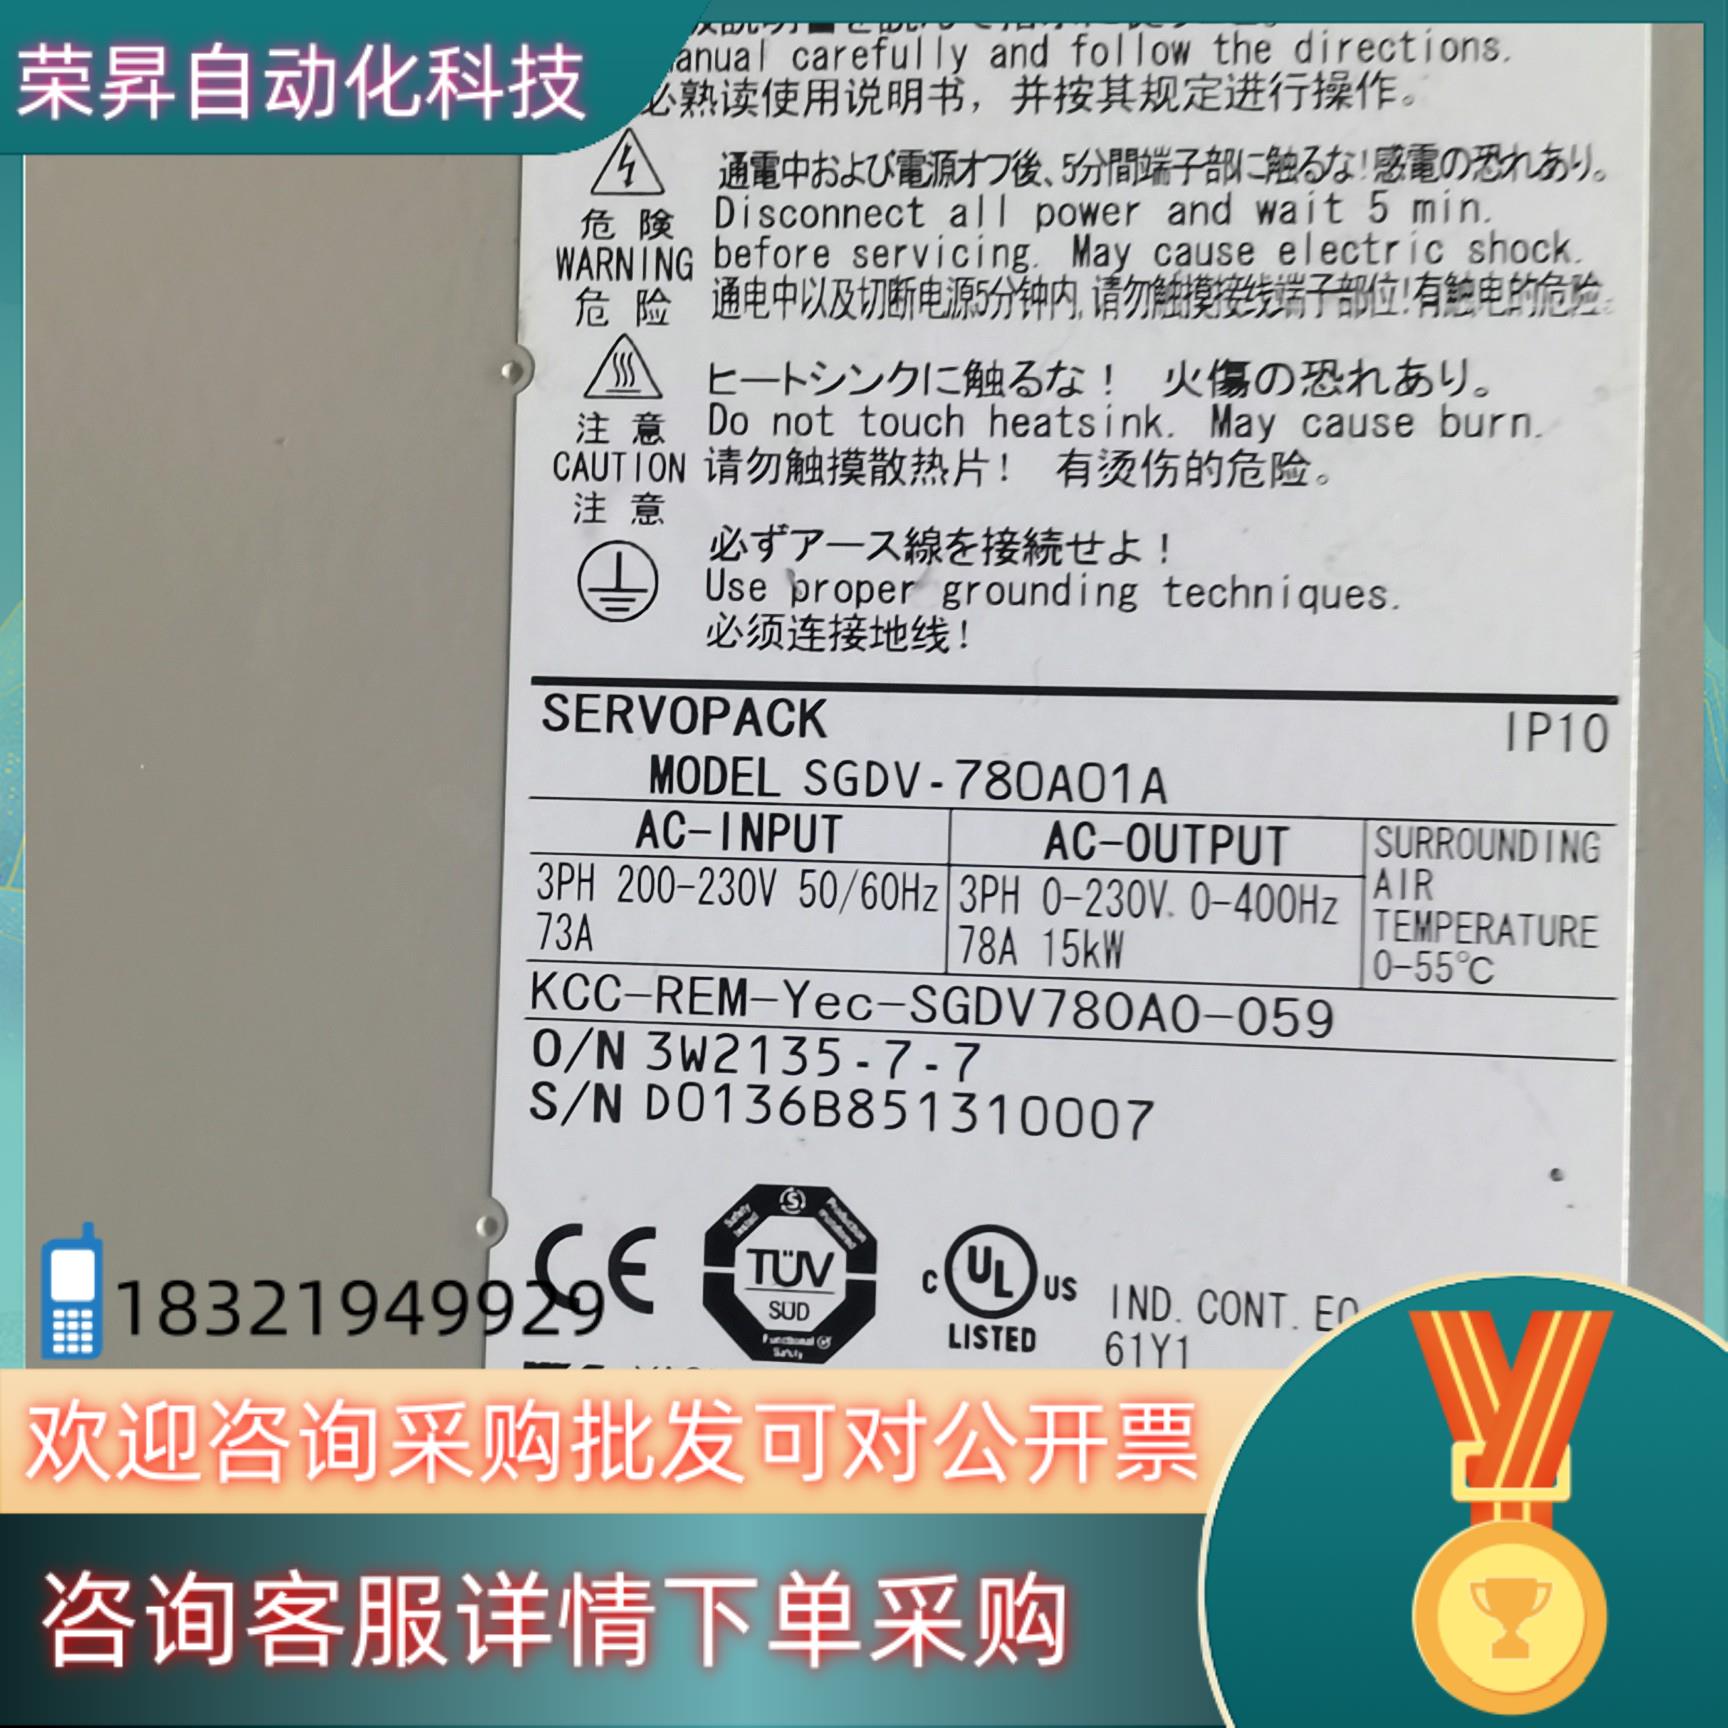 荣昇自动化科技
anual carefully and follow the directions.
必熟读使用说明书，并按其规定进行操作。
通電中および電源オフ後、5分間端子部に触るな！感電の恐れあり。
危 険
Disconnect all power and wait 5 min.
WARNING
before servicing. May cause electric shock.
危 险
通电中以及切断电源5分钟内,请勿触摸接线端子部位！有触电的危险。
ヒートシンクに触るな！ 火傷の恐れあり。
注 意
Do not touch heatsink. May cause burn.
CAUTION
请勿触摸散热片！ 有烫伤的危险。
注 意
必ずアース線を接続せよ！
Use proper grounding techniques.
必须连接地线！
SERVOPACK
IP10
MODEL SGDV-780A01A
AC-INPUT
3PH 200-230V 50/60Hz
73A
AC-OUTPUT
3PH 0-230V. 0-400Hz
78A 15kW
SURROUNDING
AIR
TEMPERATURE
0-55℃
KCC-REM-Yec-SGDV780A0-059
O/N 3W2135-7-7
S/N D0136B851310007
CE
TÜV
SÜD
Functional
Safety
C UL US
LISTED
IND. CONT. EQ
61Y1
18321949929
欢迎咨询采购批发可对公开票
咨询客服详情下单采购